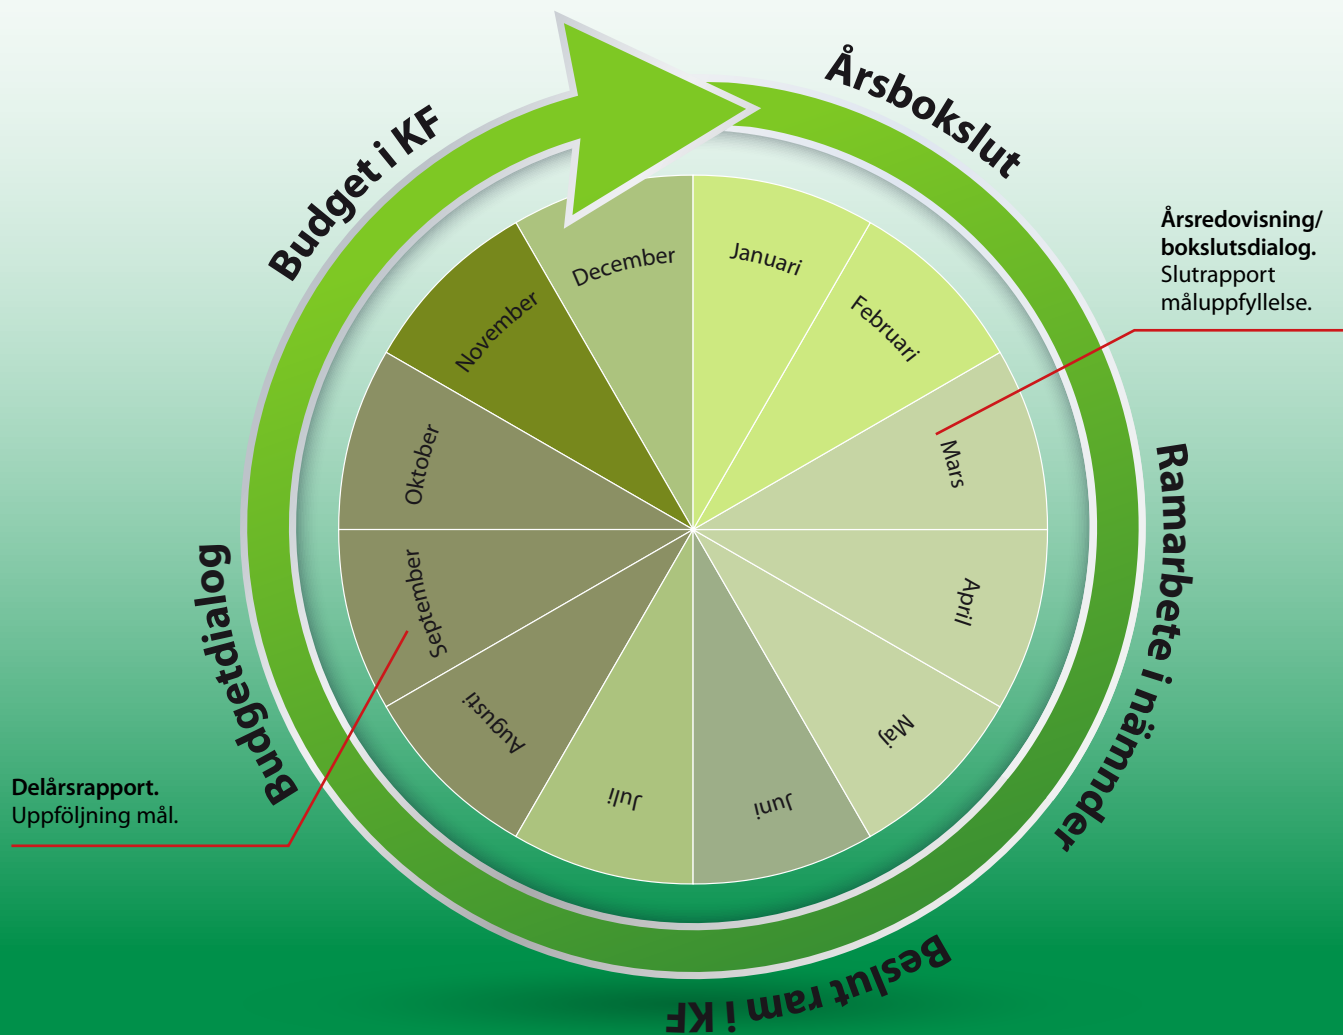 Årsbokslut
Ramarbete i nämnder
Beslut ram i KF
Budgetdialog
Budget i KF
Januari
Februari
Mars
April
Maj
Juni
Juli
Augusti
September
Oktober
November
December
Årsredovisning/
bokslutsdialog.
Slutrapport
måluppfyllelse.
Delårsrapport.
Uppföljning mål.